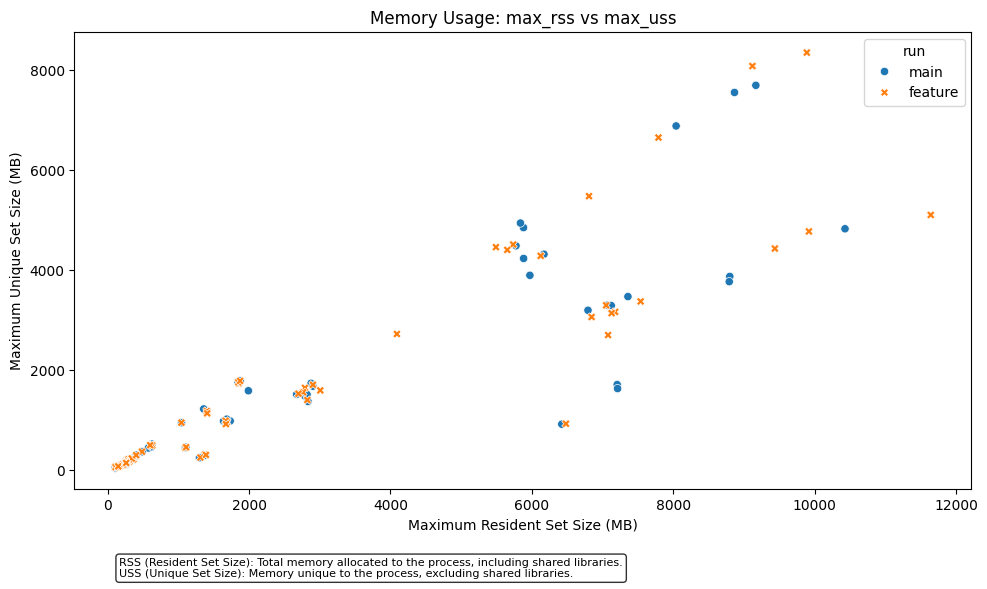 Memory Usage: max_rss vs max_uss
run
main
feature
8000
6000
4000
2000
0
Maximum Unique Set Size (MB)
0 2000 4000 6000 8000 10000 12000
Maximum Resident Set Size (MB)
RSS (Resident Set Size): Total memory allocated to the process, including shared libraries.
USS (Unique Set Size): Memory unique to the process, excluding shared libraries.